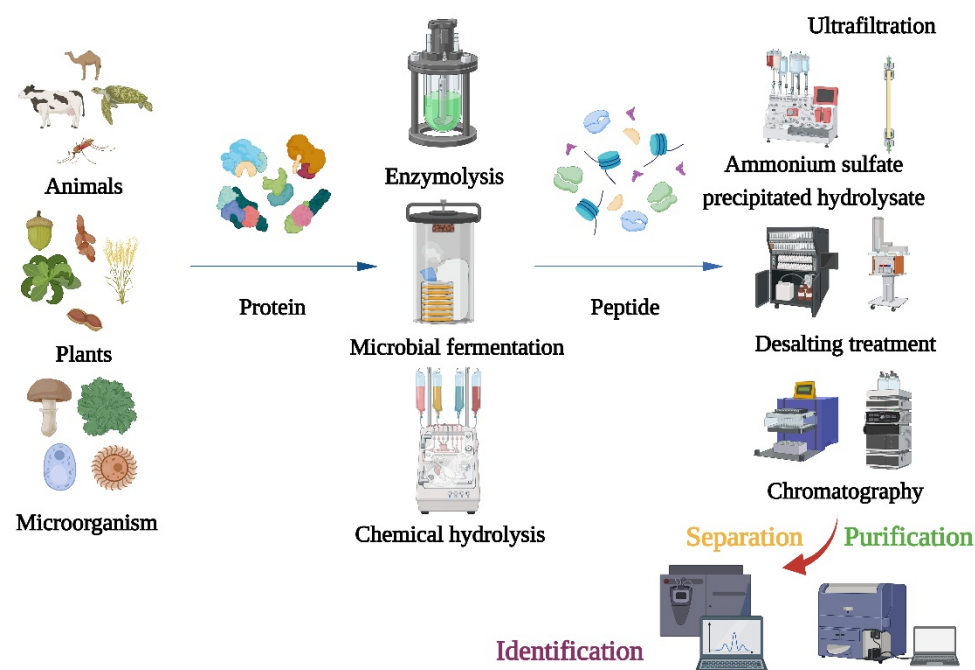 Ultrafiltration
Animals
Enzymolysis
Ammonium sulfate
precipitated hydrolysate
Protein
Peptide
Plants
Microbial fermentation
Desalting treatment
Microorganism
Chemical hydrolysis
Chromatography
Separation
Purification
Identification